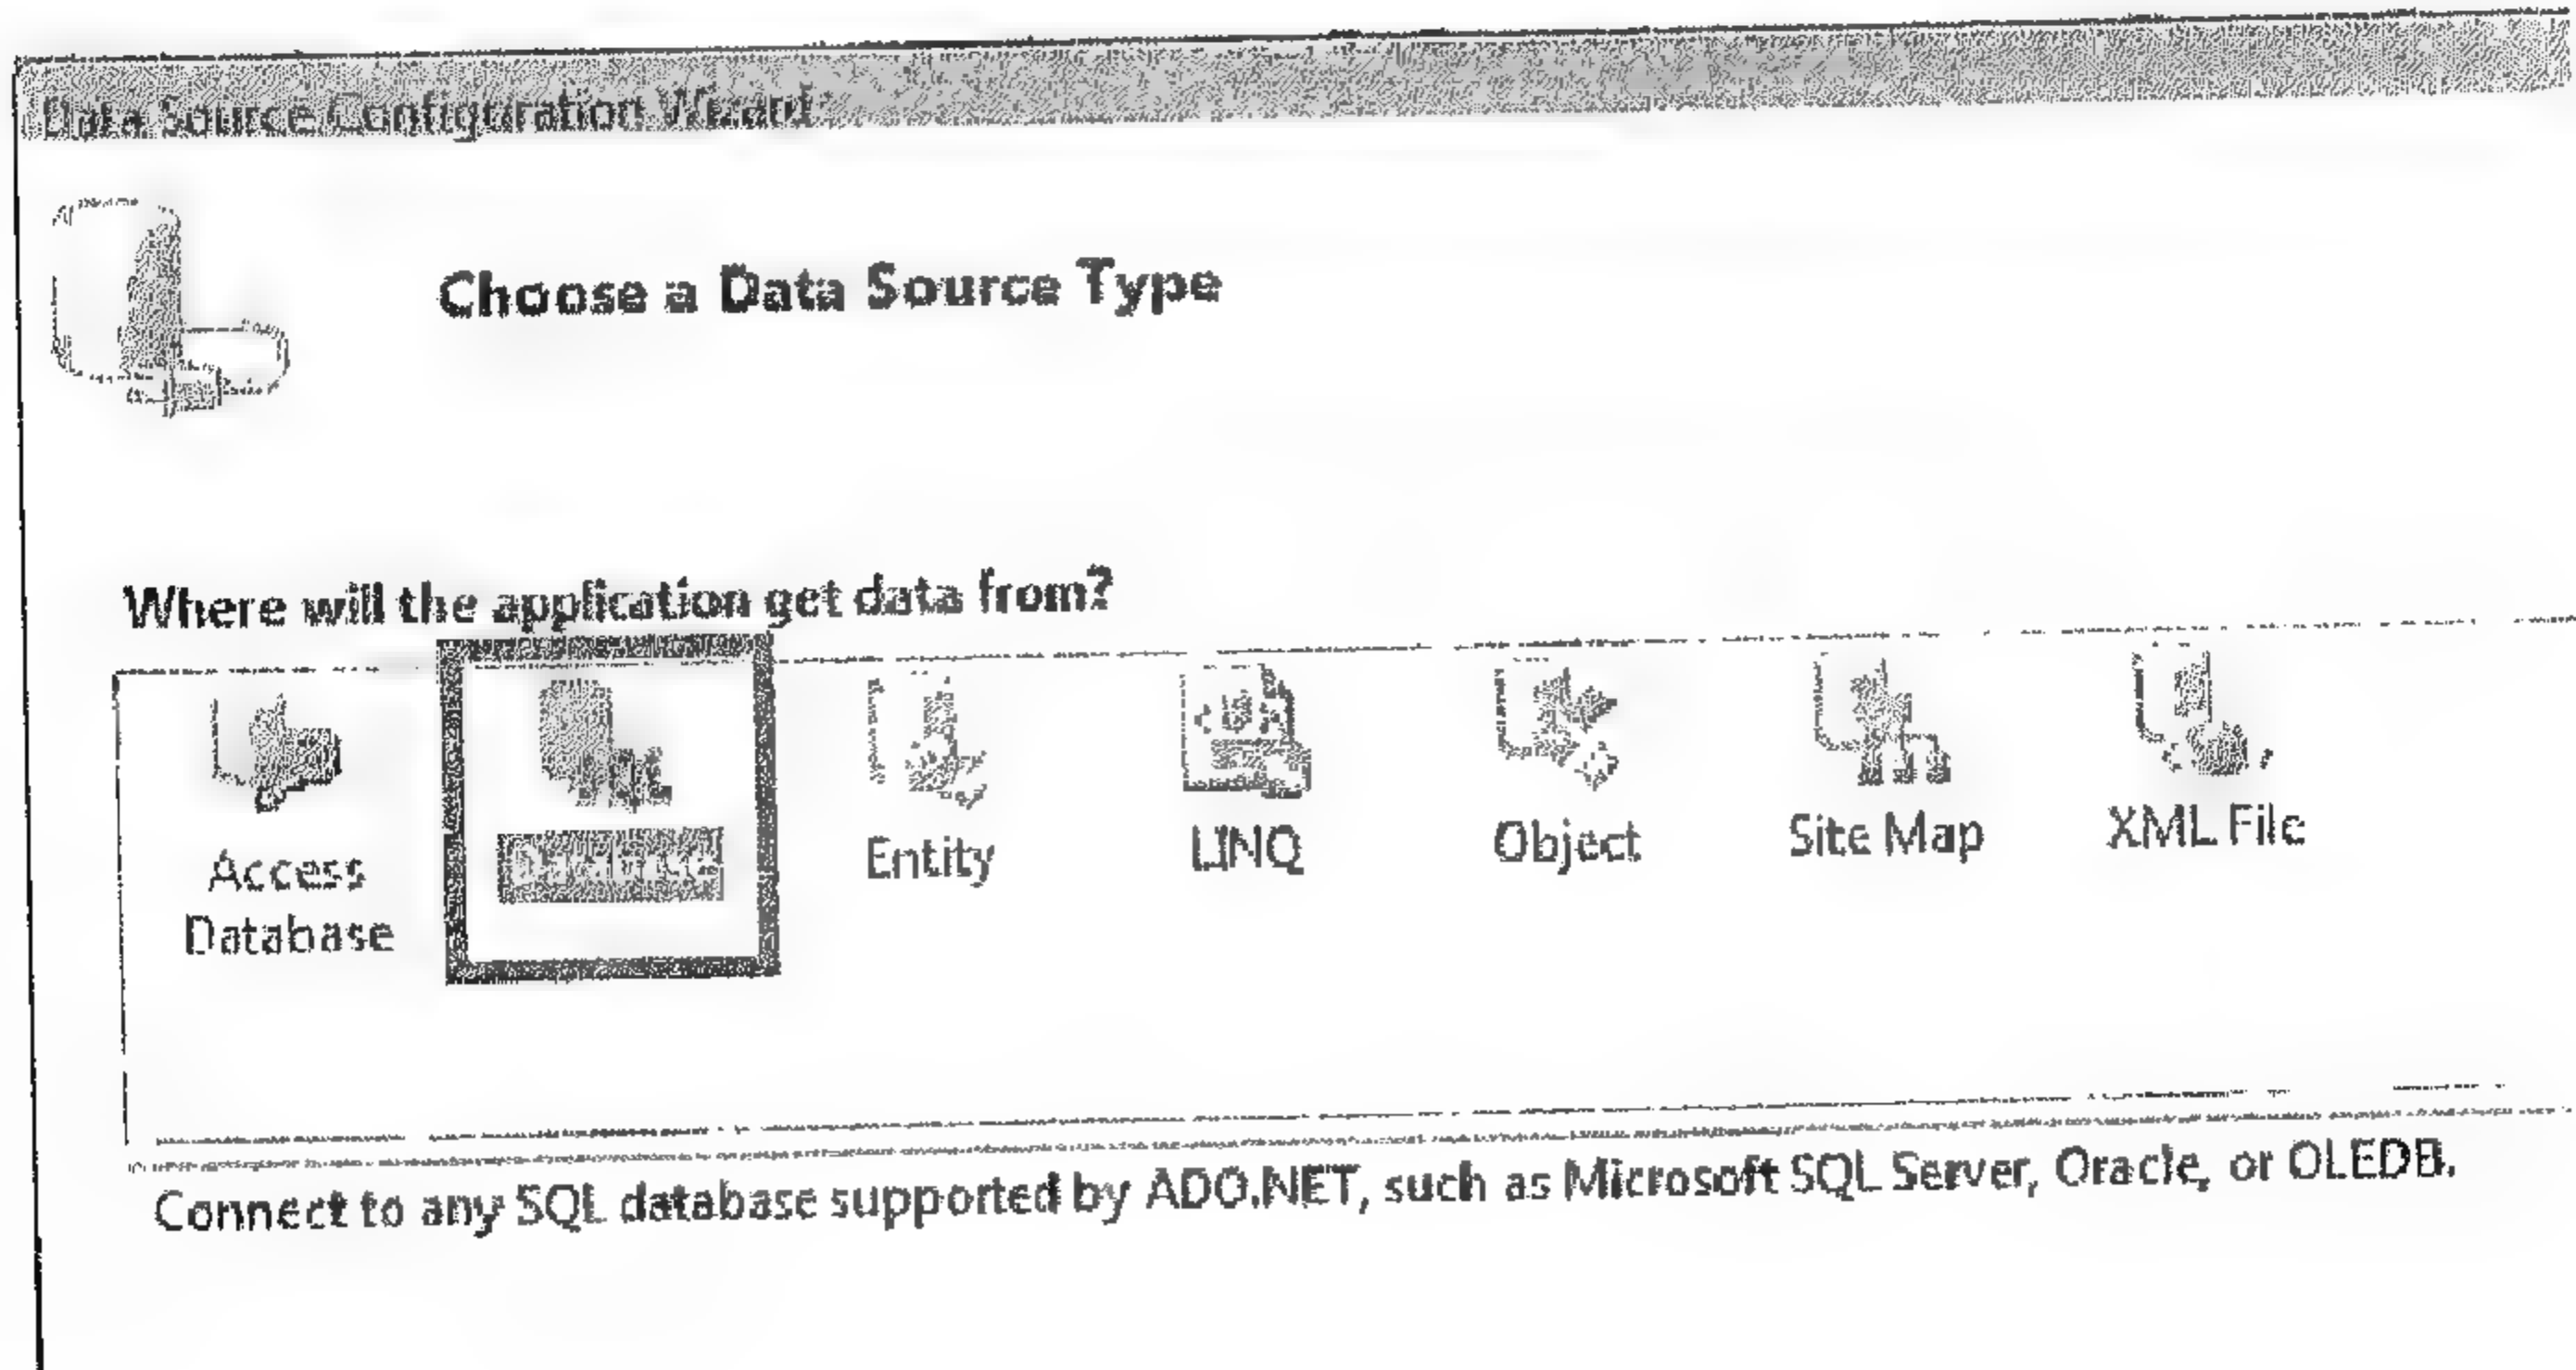 Data Source Configuration Wizard
Choose a Data Source Type
Where will the application get data from?
Access
Database
Database
Entity
LINQ
Object
Site Map
XML File
Connect to any SQL database supported by ADO.NET, such as Microsoft SQL Server, Oracle, or OLEDB.